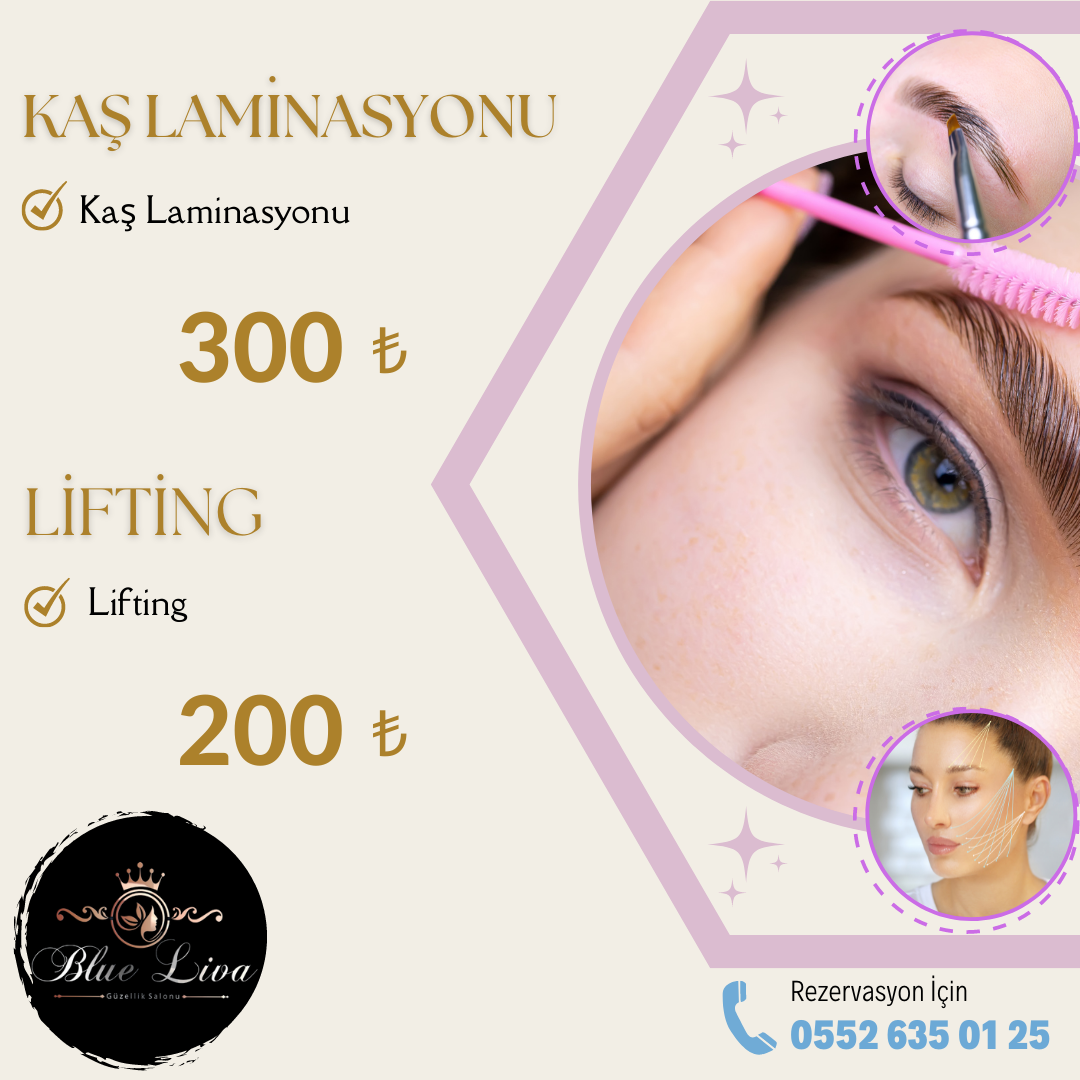 KAŞ LAMİNASYONU
Kaş Laminasyonu
300 ₺
LİFTİNG
Lifting
200 ₺
Blue Liva
Güzellik Salonu
Rezervasyon İçin
0552 635 01 25